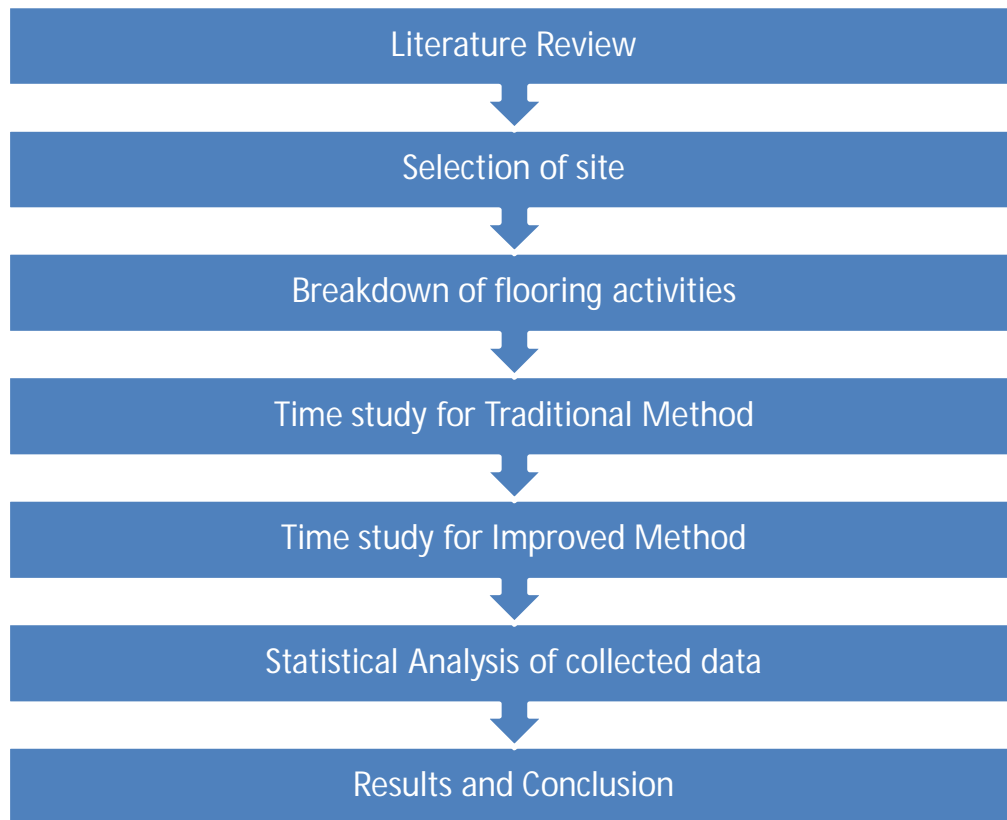 Literature Review
Selection of site
Breakdown of flooring activities
Time study for Traditional Method
Time study for Improved Method
Statistical Analysis of collected data
Results and Conclusion